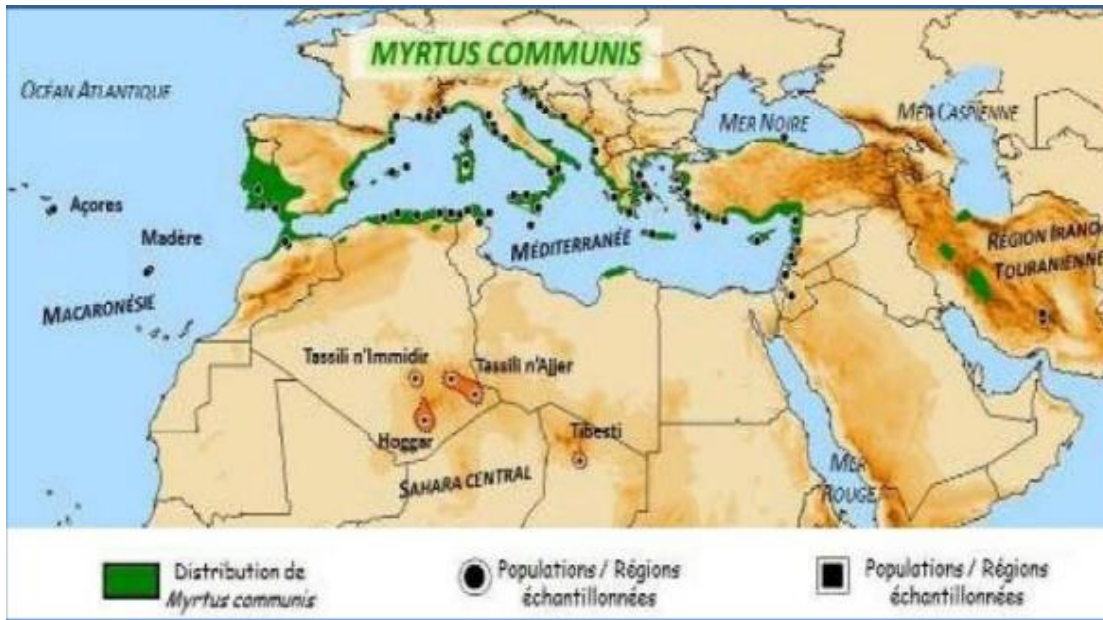 MYRTUS COMMUNIS
OCÉAN ATLANTIQUE
MER NOIRE
MER CASPIENNE
Açores
Madère
MÉDITERRANÉE
RÉGION IRANO
TOURANIENNE
MACARONÉSIE
Tassili n'Immidir
Tassili n'Ajjer
Hoggar
Tibesti
SAHARA CENTRAL
MER
ROUGE
Distribution de
Myrtus communis
Populations / Régions
échantillonnées
Populations / Régions
échantillonnées